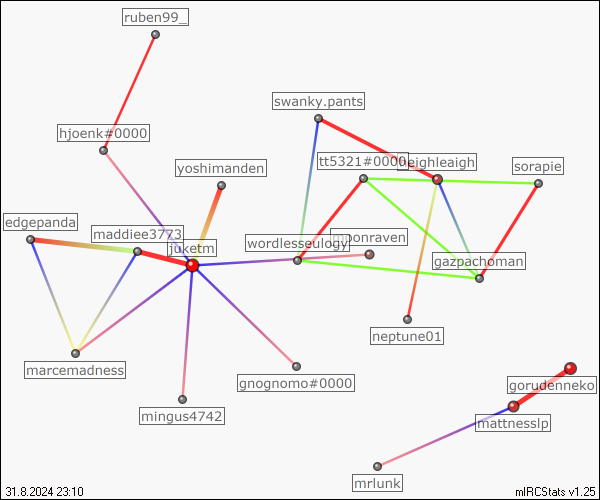 ruben99_
swanky.pants
hjoenk#0000
tt5321#0000
leighleaigh
yoshimanden
sorapie
edgepanda
maddiee3773
juketm
wordlesseulogy
moonraven
gazpachoman
neptune01
marcemadness
gnognomo#0000
gorudenneko
mingus4742
mattnesslp
mrlunk
31.8.2024 23:10
mIRCStats v1.25